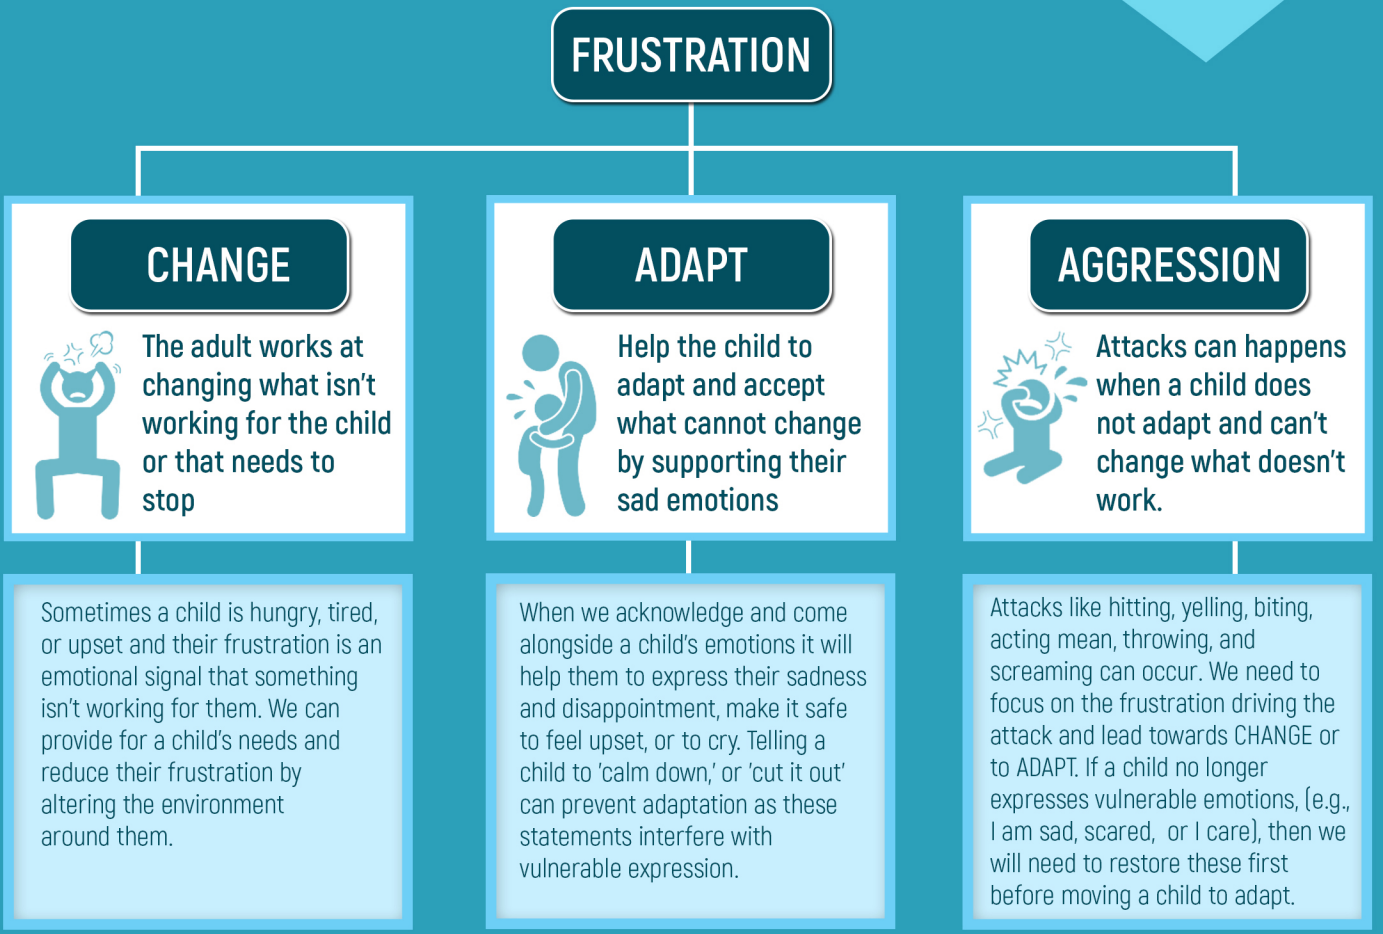 FRUSTRATION
CHANGE
The adult works at
changing what isn't
working for the child
or that needs to
stop
Sometimes a child is hungry, tired,
or upset and their frustration is an
emotional signal that something
isn't working for them. We can
provide for a child's needs and
reduce their frustration by
altering the environment
around them.
ADAPT
Help the child to
adapt and accept
what cannot change
by supporting their
sad emotions
When we acknowledge and come
alongside a child's emotions it will
help them to express their sadness
and disappointment, make it safe
to feel upset, or to cry. Telling a
child to 'calm down,' or 'cut it out'
can prevent adaptation as these
statements interfere with
vulnerable expression.
AGGRESSION
Attacks can happens
when a child does
not adapt and can't
change what doesn't
work.
Attacks like hitting, yelling, biting,
acting mean, throwing, and
screaming can occur. We need to
focus on the frustration driving the
attack and lead towards CHANGE or
to ADAPT. If a child no longer
expresses vulnerable emotions, (e.g.,
I am sad, scared, or I care), then we
will need to restore these first
before moving a child to adapt.